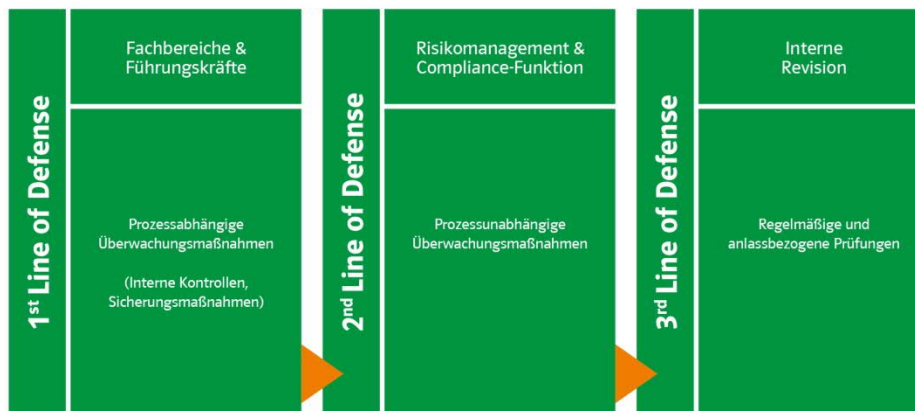 1st Line of Defense
Fachbereiche &
Führungskräfte
Prozessabhängige
Überwachungsmaßnahmen
(Interne Kontrollen,
Sicherungsmaßnahmen)
2nd Line of Defense
Risikomanagement &
Compliance-Funktion
Prozessunabhängige
Überwachungsmaßnahmen
3rd Line of Defense
Interne
Revision
Regelmäßige und
anlassbezogene Prüfungen